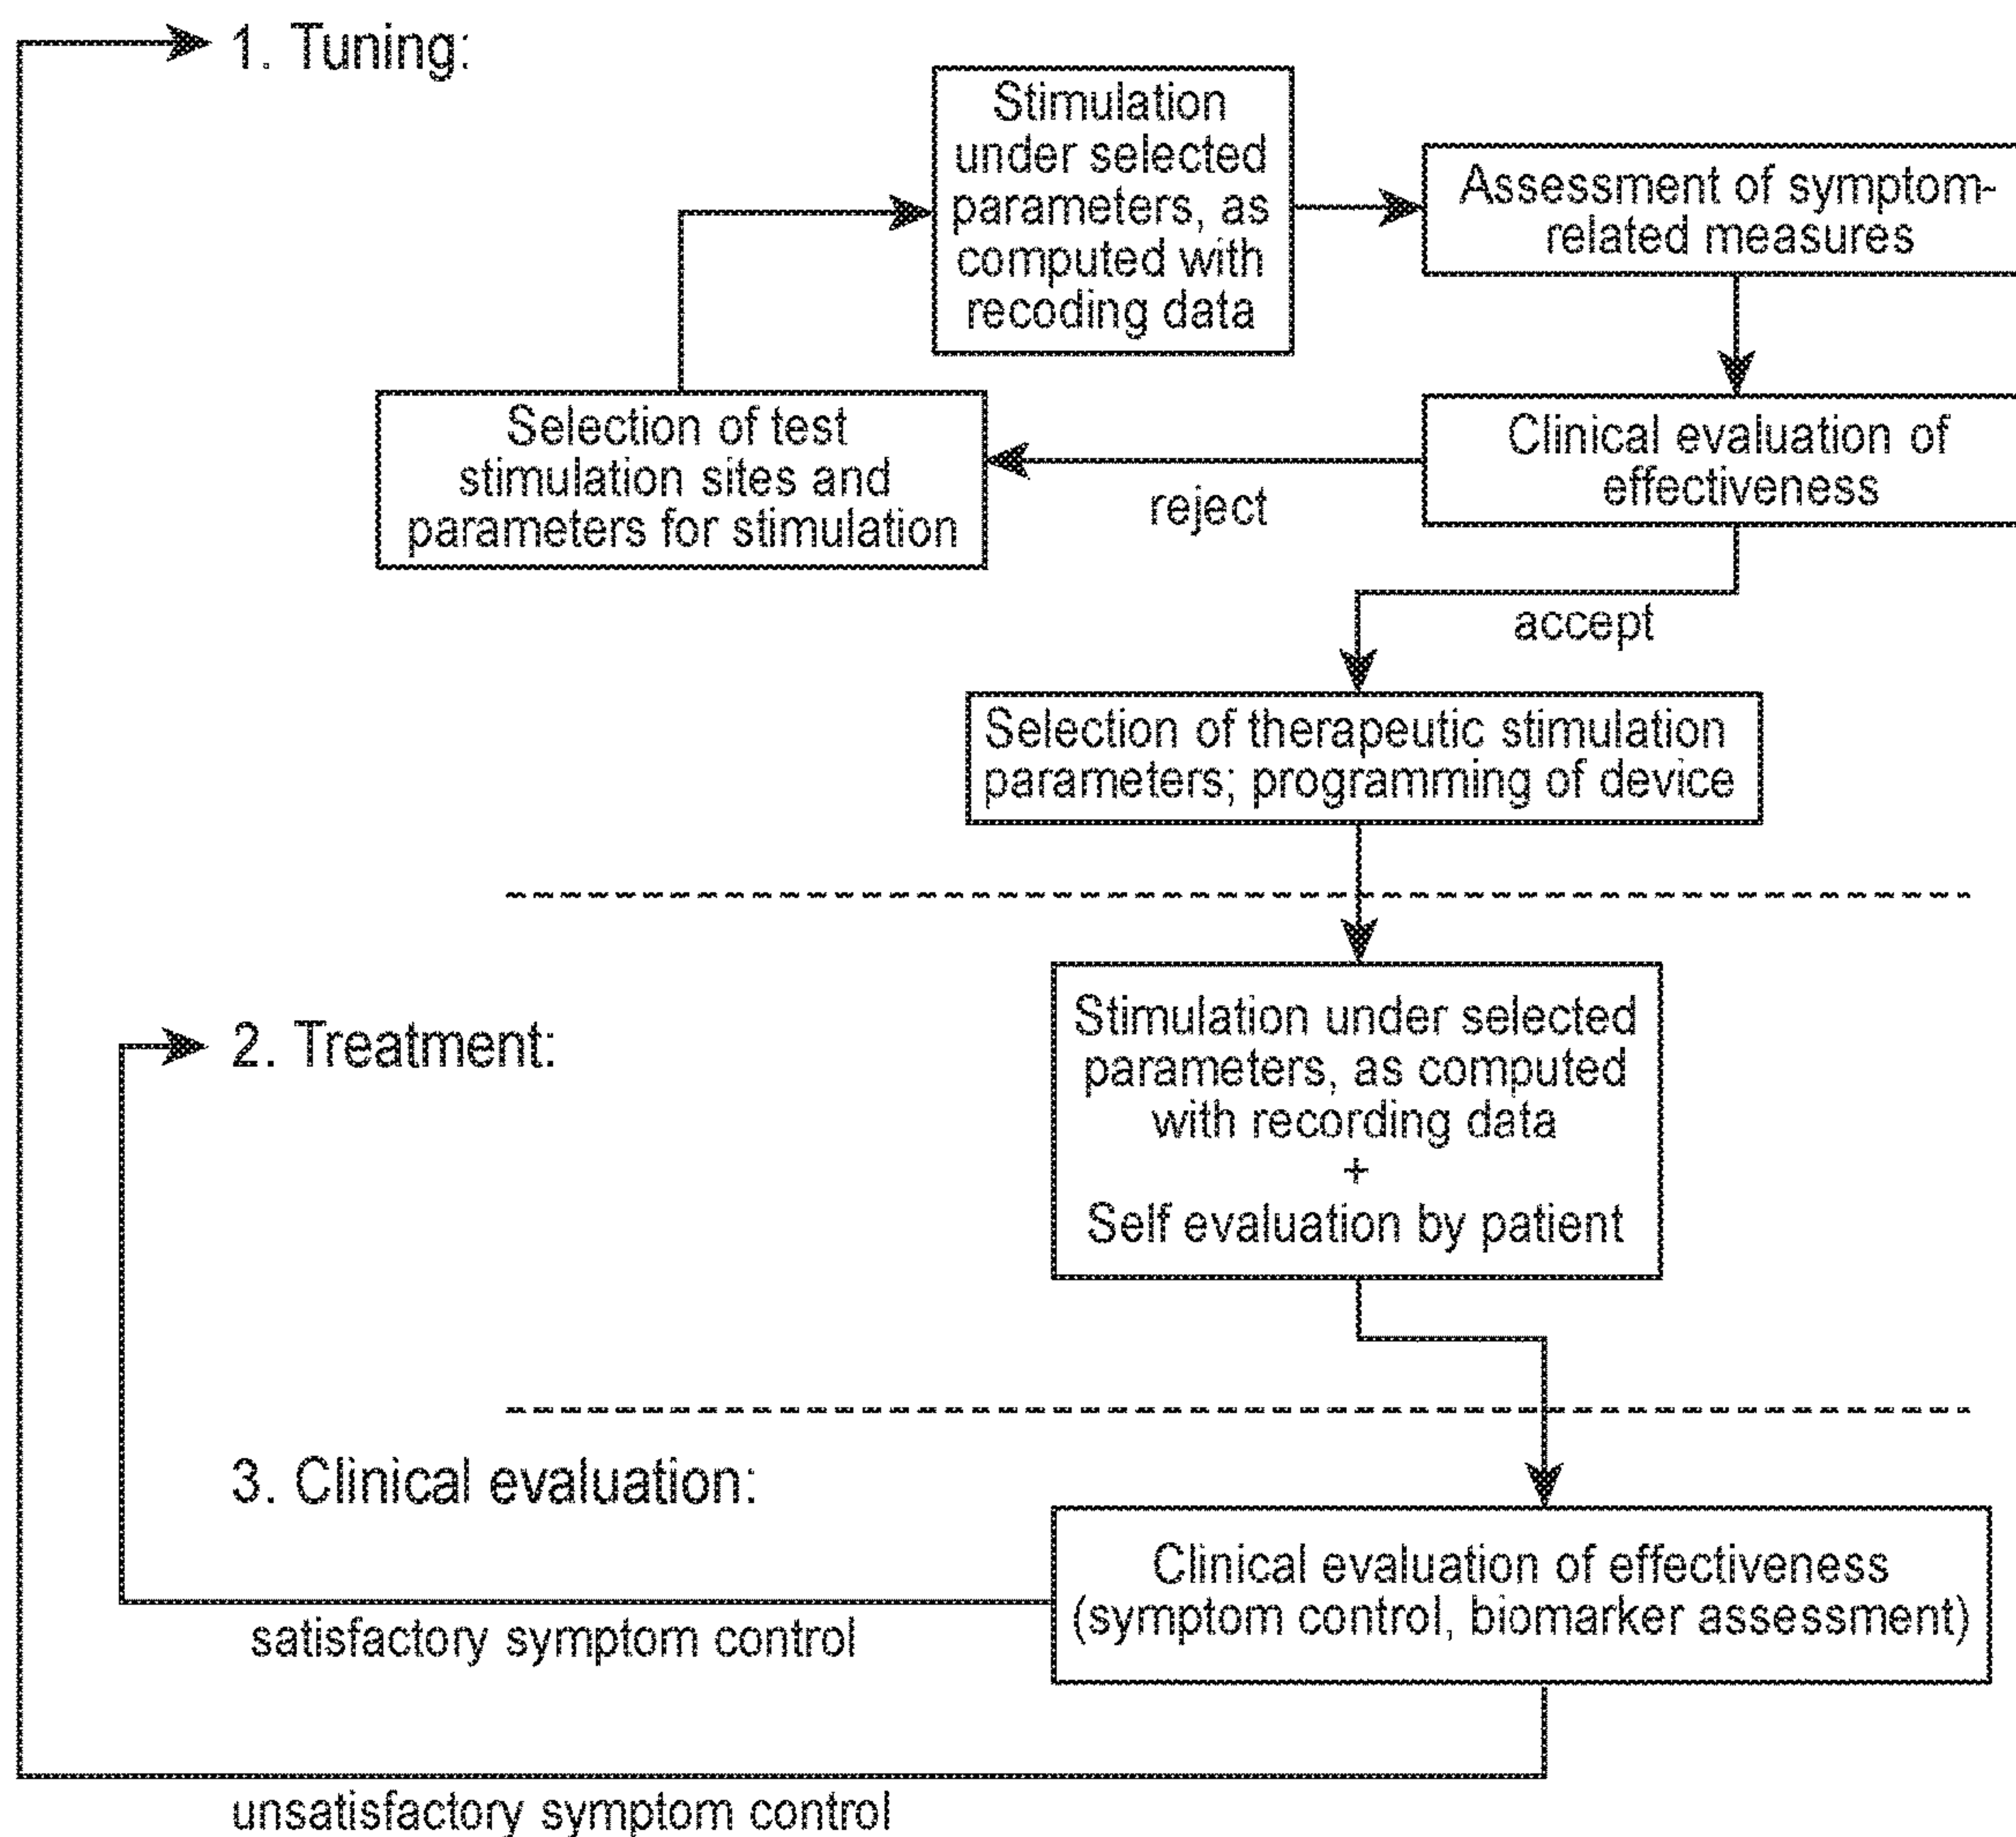 1. Tuning:
Stimulation
under selected
parameters, as
computed with
recoding data
Assessment of symptom-
related measures
Selection of test
stimulation sites and
parameters for stimulation
Clinical evaluation of
effectiveness
reject
accept
Selection of therapeutic stimulation
parameters; programming of device
2. Treatment:
Stimulation under selected
parameters, as computed
with recording data
+
Self evaluation by patient
3. Clinical evaluation:
Clinical evaluation of effectiveness
(symptom control, biomarker assessment)
satisfactory symptom control
unsatisfactory symptom control